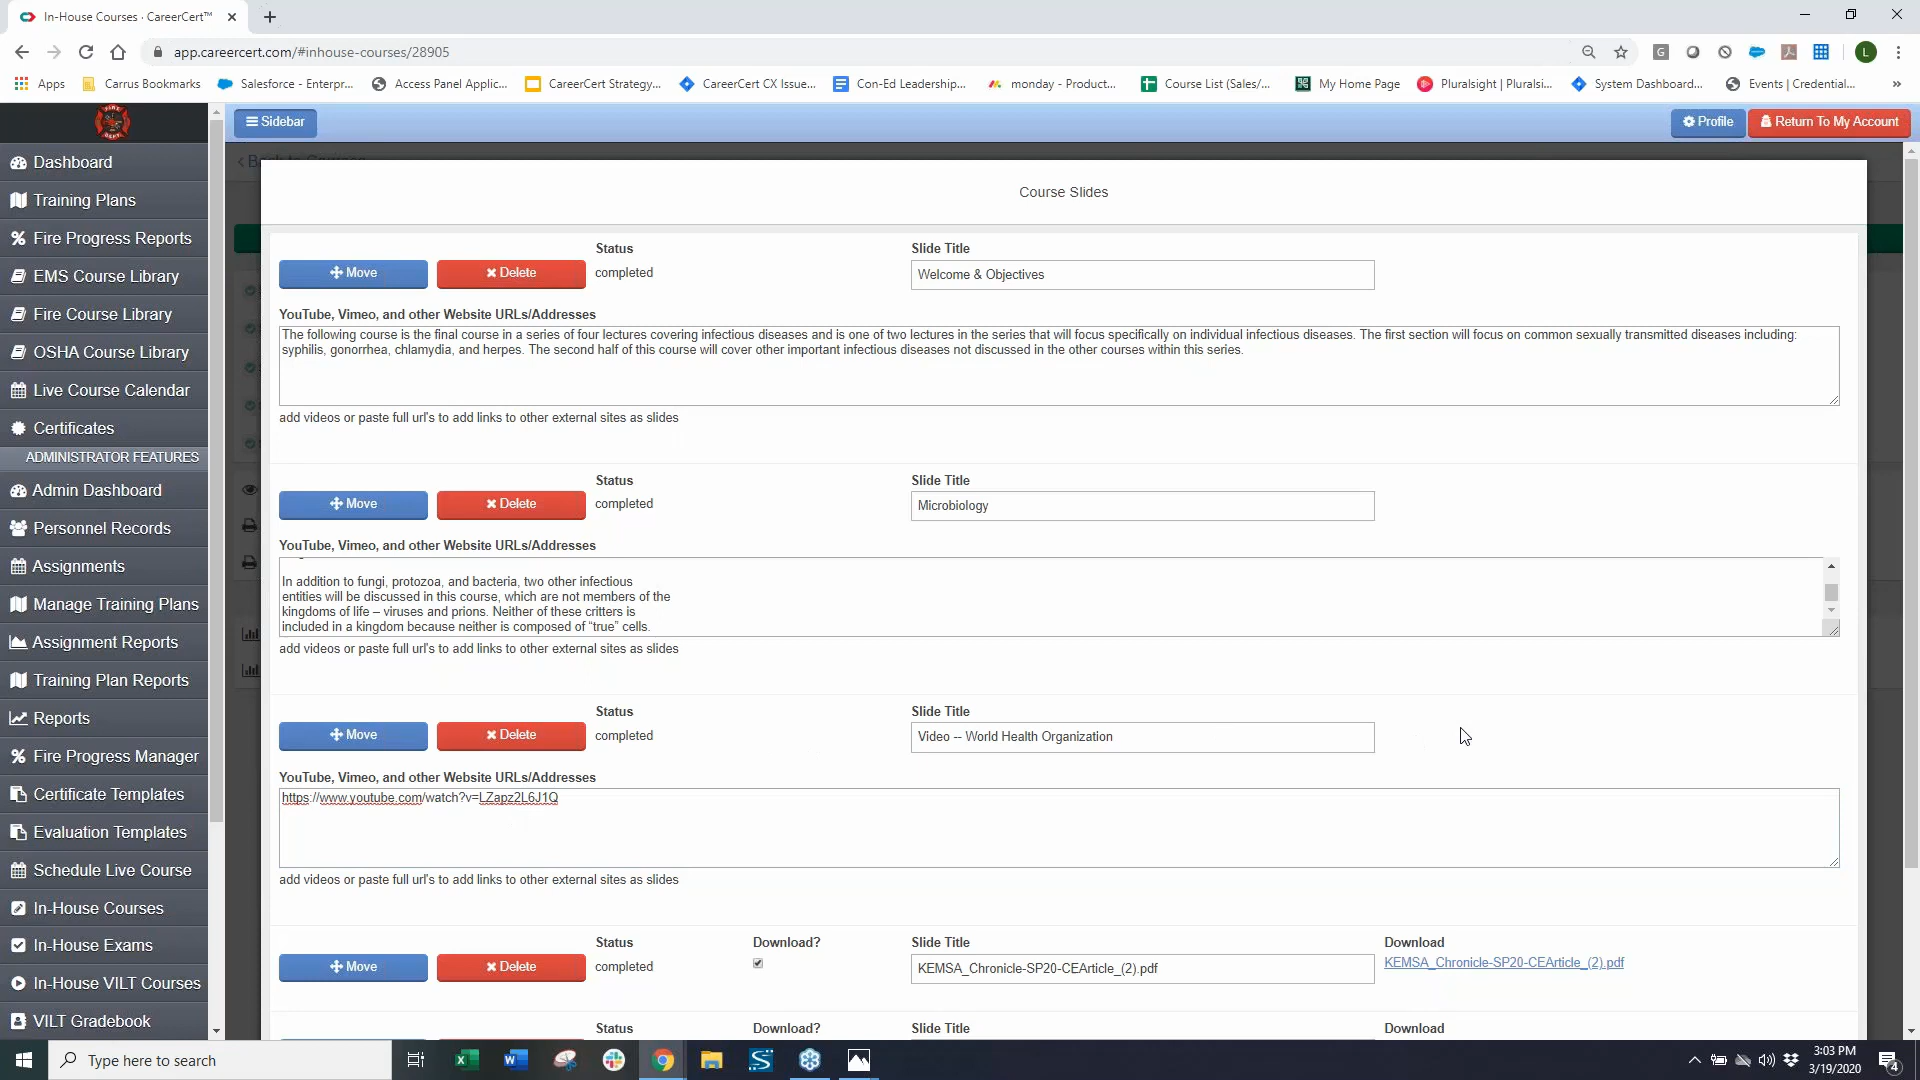 In-House Courses · CareerCert™
app.careercert.com/#inhouse-courses/28905
Apps
Carrus Bookmarks
Salesforce - Enterpr...
Access Panel Applic...
CareerCert Strategy...
CareerCert CX Issue...
Con-Ed Leadership...
monday - Product...
Course List (Sales/...
My Home Page
Pluralsight | Pluralsi...
System Dashboard...
Events | Credential...
Sidebar
Profile
Return To My Account
Dashboard
Training Plans
Fire Progress Reports
EMS Course Library
Fire Course Library
OSHA Course Library
Live Course Calendar
Certificates
ADMINISTRATOR FEATURES
Admin Dashboard
Personnel Records
Assignments
Manage Training Plans
Assignment Reports
Training Plan Reports
Reports
Fire Progress Manager
Certificate Templates
Evaluation Templates
Schedule Live Course
In-House Courses
In-House Exams
In-House VILT Courses
VILT Gradebook
Course Slides
Status
Slide Title
Move
Delete
completed
Welcome & Objectives
YouTube, Vimeo, and other Website URLs/Addresses
The following course is the final course in a series of four lectures covering infectious diseases and is one of two lectures in the series that will focus specifically on individual infectious diseases. The first section will focus on common sexually transmitted diseases including:
syphilis, gonorrhea, chlamydia, and herpes. The second half of this course will cover other important infectious diseases not discussed in the other courses within this series.
add videos or paste full url's to add links to other external sites as slides
Status
Slide Title
Move
Delete
completed
Microbiology
YouTube, Vimeo, and other Website URLs/Addresses
In addition to fungi, protozoa, and bacteria, two other infectious
entities will be discussed in this course, which are not members of the
kingdoms of life – viruses and prions. Neither of these critters is
included in a kingdom because neither is composed of “true” cells.
add videos or paste full url's to add links to other external sites as slides
Status
Slide Title
Move
Delete
completed
Video -- World Health Organization
YouTube, Vimeo, and other Website URLs/Addresses
https://www.youtube.com/watch?v=LZapz2L6J1Q
add videos or paste full url's to add links to other external sites as slides
Status
Download?
Slide Title
Download
Move
Delete
completed
KEMSA_Chronicle-SP20-CEArticle_(2).pdf
KEMSA_Chronicle-SP20-CEArticle_(2).pdf
Status
Download?
Slide Title
Download
Type here to search
3:03 PM
3/19/2020
4